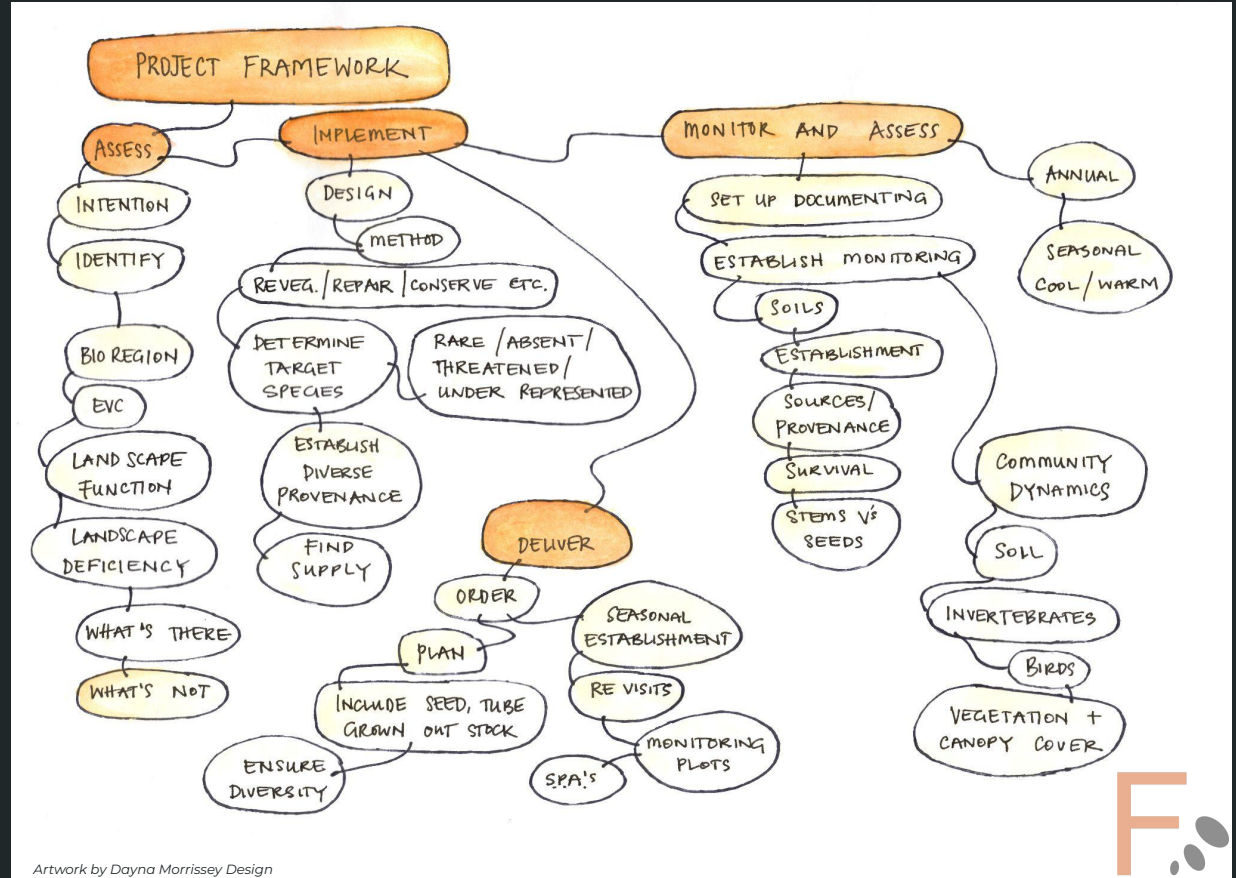 PROJECT FRAMEWORK
ASSESS
INTENTION
IDENTIFY
BIO REGION
EVC
LANDSCAPE
FUNCTION
LANDSCAPE
DEFICIENCY
WHAT'S THERE
WHAT'S NOT
IMPLEMENT
DESIGN
METHOD
REVEG./REPAIR/CONSERVE ETC.
DETERMINE
TARGET
SPECIES
RARE/ABSENT/
THREATENED/
UNDER REPRESENTED
ESTABLISH
DIVERSE
PROVENANCE
FIND
SUPPLY
DELIVER
ORDER
PLAN
INCLUDE SEED, TUBE
GROWN OUT STOCK
ENSURE
DIVERSITY
SEASONAL
ESTABLISHMENT
RE VISITS
MONITORING
PLOTS
S.P.A.'s
MONITOR AND ASSESS
SET UP DOCUMENTING
ESTABLISH MONITORING
SOILS
ESTABLISHMENT
SOURCES/
PROVENANCE
SURVIVAL
STEMS V's
SEEDS
COMMUNITY
DYNAMICS
SOIL
INVERTEBRATES
BIRDS
VEGETATION +
CANOPY COVER
ANNUAL
SEASONAL
COOL/WARM
F
Artwork by Dayna Morrissey Design